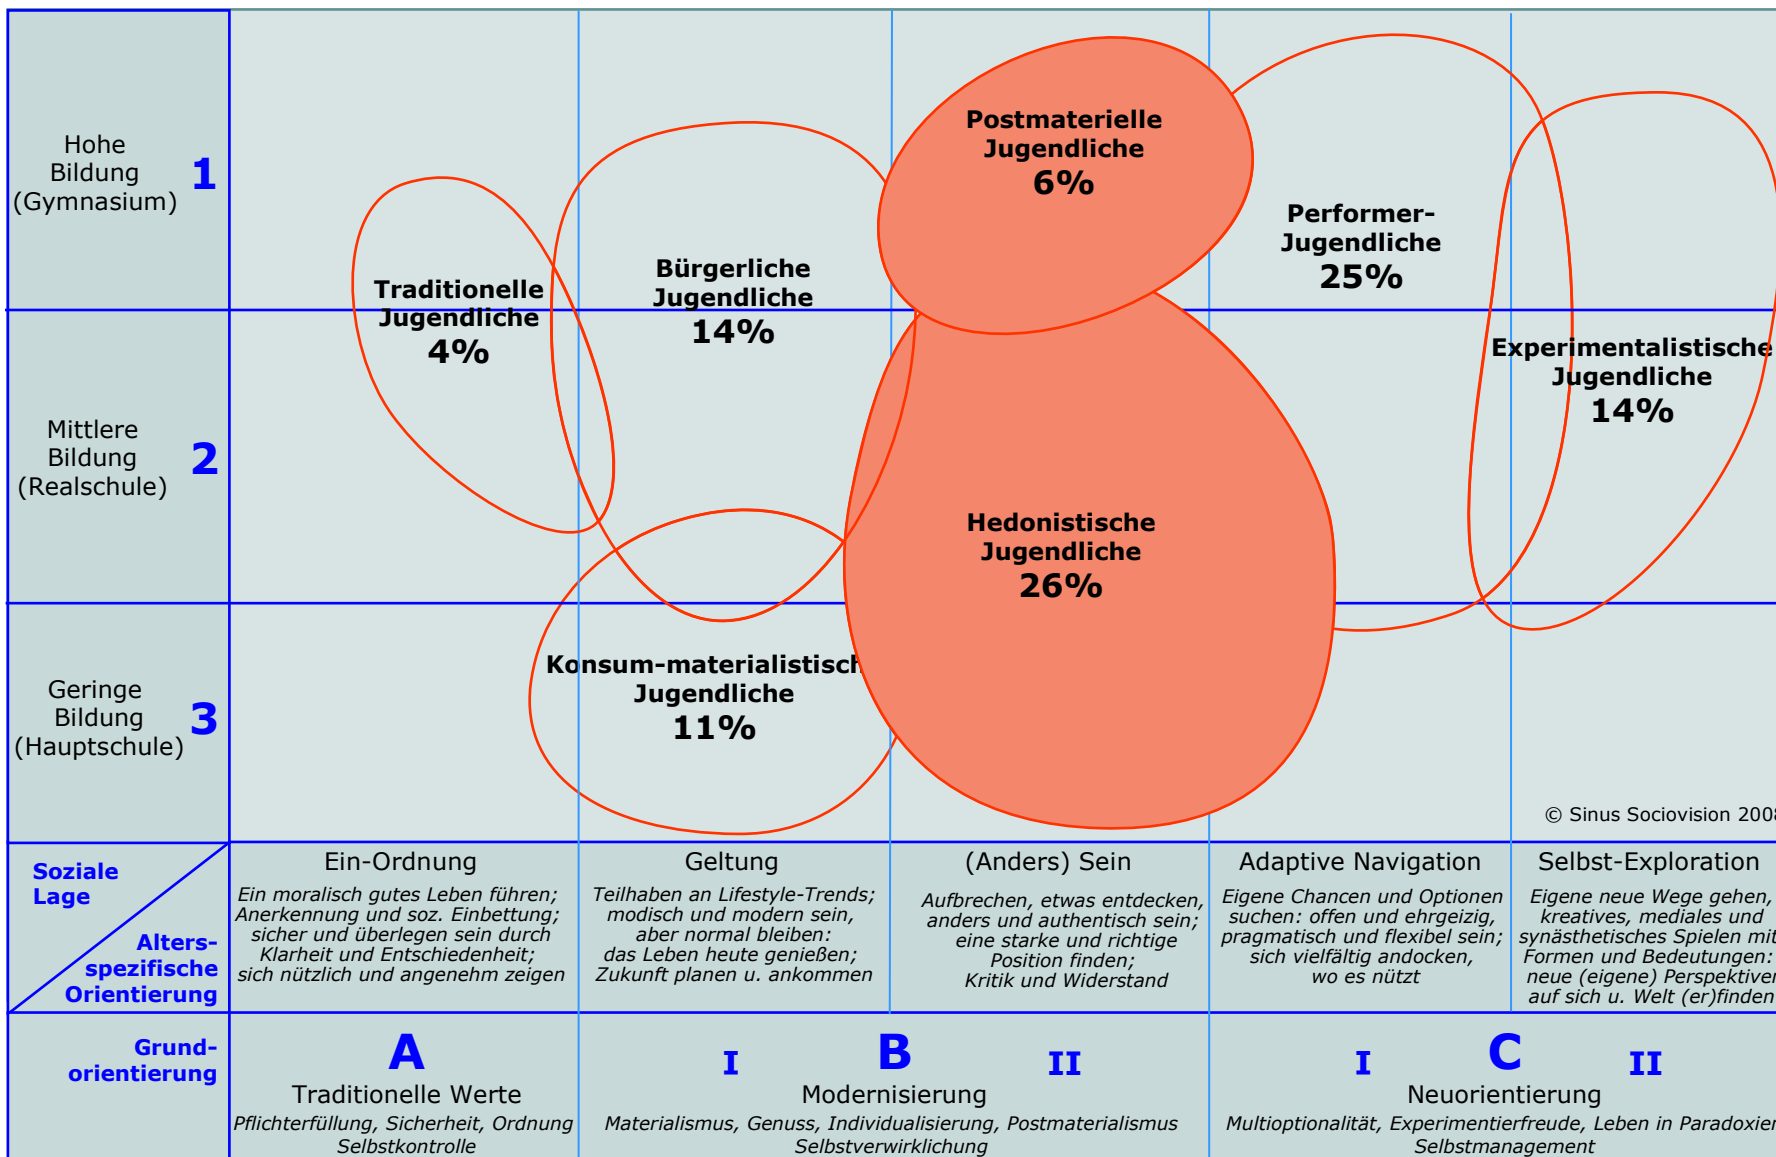 Hohe
Bildung
(Gymnasium)
1
Mittlere
Bildung
(Realschule)
2
Geringe
Bildung
(Hauptschule)
3
Traditionelle
Jugendliche
4%
Bürgerliche
Jugendliche
14%
Postmaterielle
Jugendliche
6%
Performer-
Jugendliche
25%
Experimentalistische
Jugendliche
14%
Hedonistische
Jugendliche
26%
Konsum-materialistisch
Jugendliche
11%
© Sinus Sociovision 2008
Soziale
Lage
Alters-
spezifische
Orientierung
Ein-Ordnung
Ein moralisch gutes Leben führen;
Anerkennung und soz. Einbettung;
sicher und überlegen sein durch
Klarheit und Entschiedenheit;
sich nützlich und angenehm zeigen
Geltung
Teilhaben an Lifestyle-Trends;
modisch und modern sein,
aber normal bleiben:
das Leben heute genießen;
Zukunft planen u. ankommen
(Anders) Sein
Aufbrechen, etwas entdecken,
anders und authentisch sein;
eine starke und richtige
Position finden;
Kritik und Widerstand
Adaptive Navigation
Eigene Chancen und Optionen
suchen: offen und ehrgeizig,
pragmatisch und flexibel sein;
sich vielfältig andocken,
wo es nützt
Selbst-Exploration
Eigene neue Wege gehen,
kreatives, mediales und
synästhetisches Spielen mit
Formen und Bedeutungen:
neue (eigene) Perspektiven
auf sich u. Welt (er)finden
Grund-
orientierung
A
Traditionelle Werte
Pflichterfüllung, Sicherheit, Ordnung
Selbstkontrolle
I B II
Modernisierung
Materialismus, Genuss, Individualisierung, Postmaterialismus
Selbstverwirklichung
I C II
Neuorientierung
Multioptionalität, Experimentierfreude, Leben in Paradoxien
Selbstmanagement